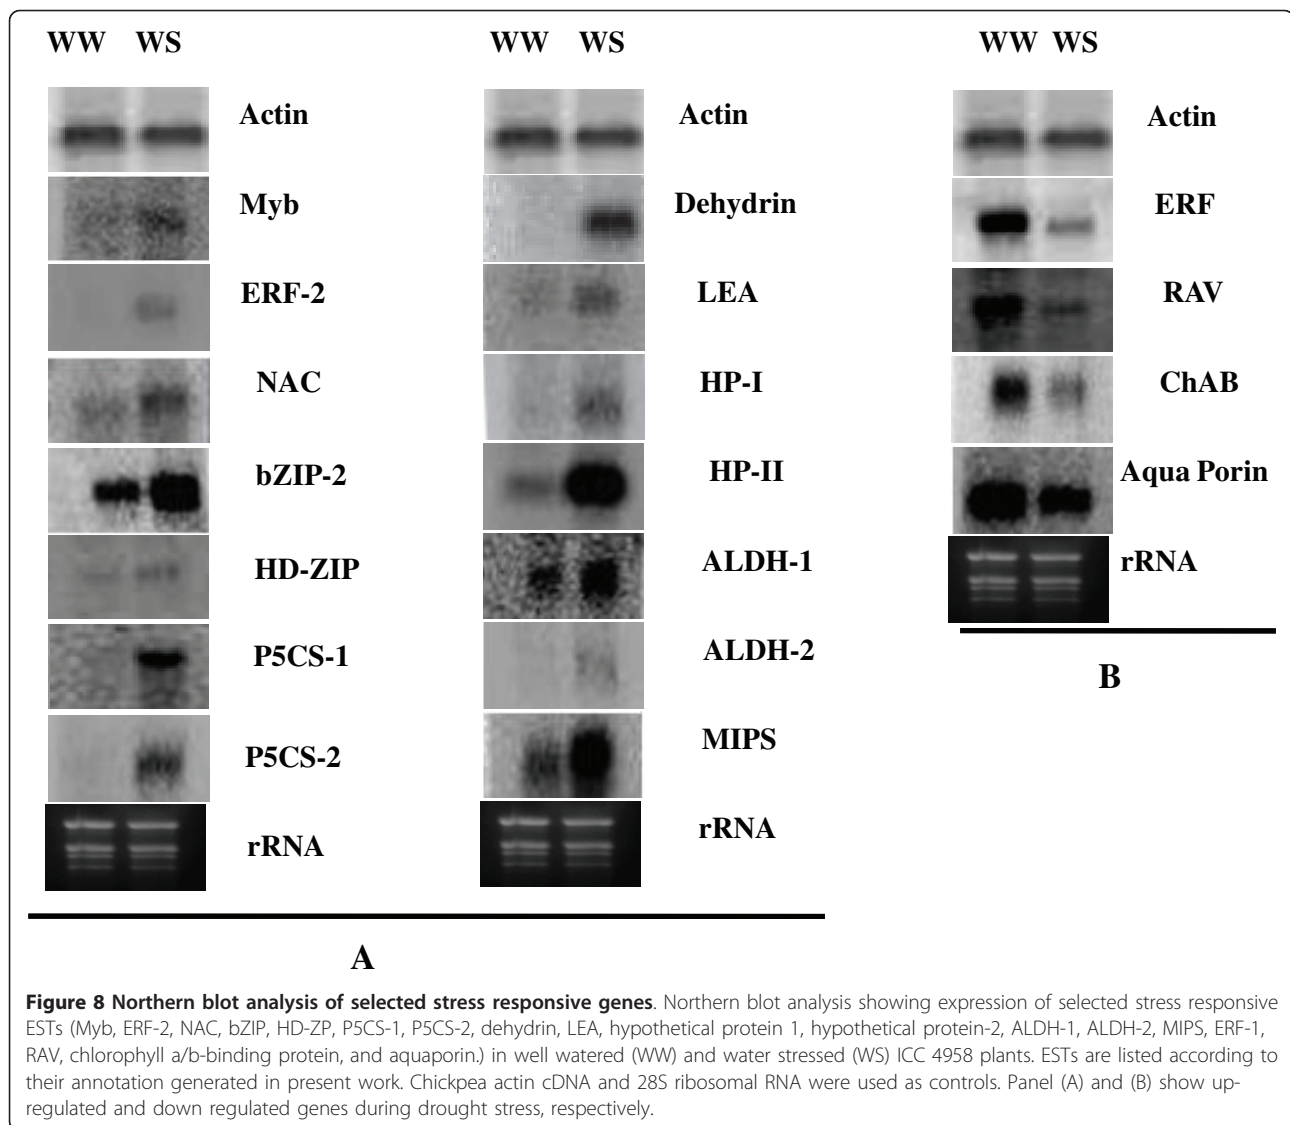 WW WS
Actin
Myb
ERF-2
NAC
bZIP-2
HD-ZIP
P5CS-1
P5CS-2
rRNA
WW WS
Actin
Dehydrin
LEA
HP-I
HP-II
ALDH-1
ALDH-2
MIPS
rRNA
A
WW WS
Actin
ERF
RAV
ChAB
Aqua Porin
rRNA
B
Figure 8 Northern blot analysis of selected stress responsive genes. Northern blot analysis showing expression of selected stress responsive
ESTs (Myb, ERF-2, NAC, bZIP, HD-ZP, P5CS-1, P5CS-2, dehydrin, LEA, hypothetical protein 1, hypothetical protein-2, ALDH-1, ALDH-2, MIPS, ERF-1,
RAV, chlorophyll a/b-binding protein, and aquaporin.) in well watered (WW) and water stressed (WS) ICC 4958 plants. ESTs are listed according to
their annotation generated in present work. Chickpea actin cDNA and 28S ribosomal RNA were used as controls. Panel (A) and (B) show up-
regulated and down regulated genes during drought stress, respectively.